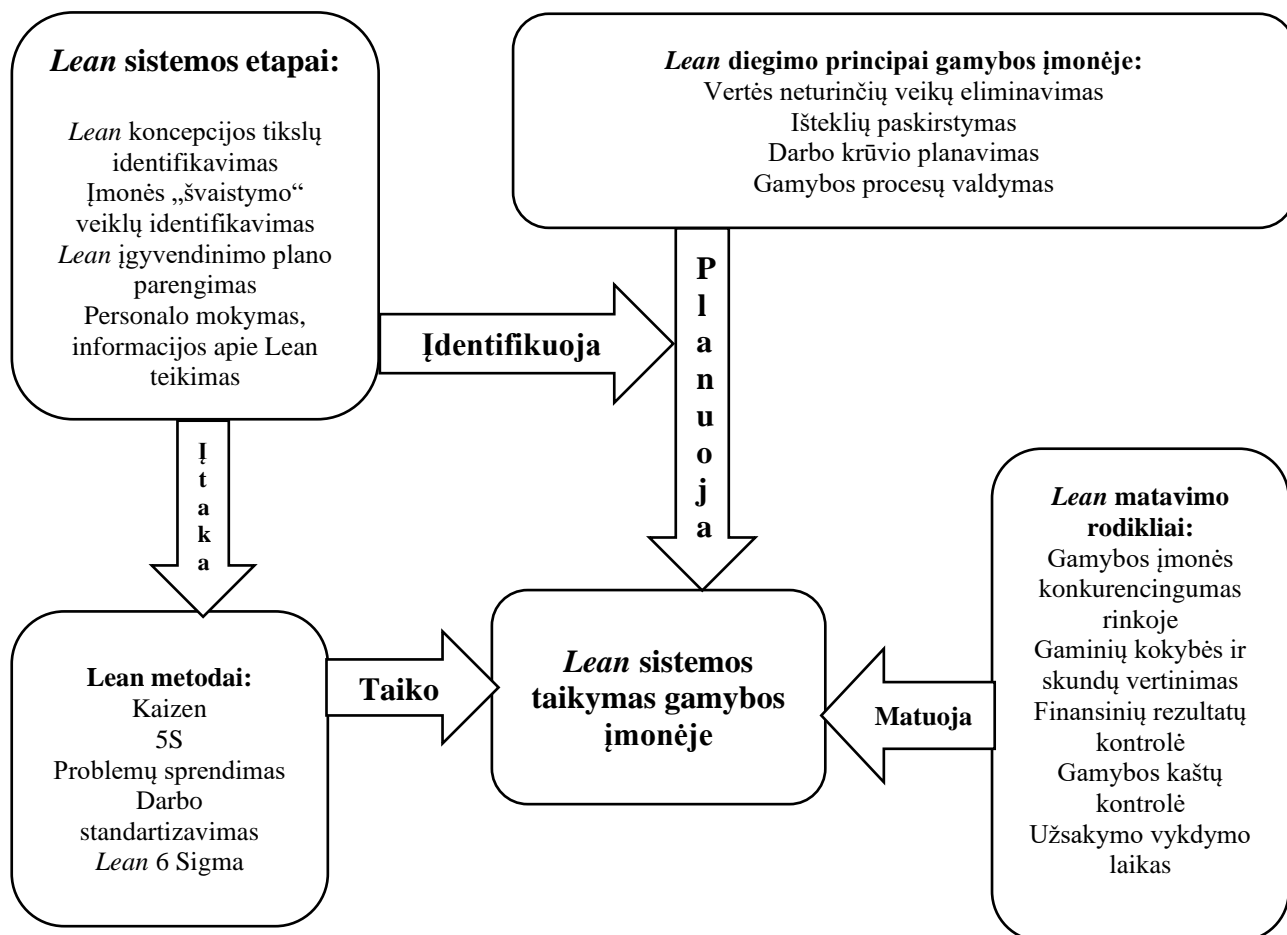 Lean sistemos etapai:
Lean koncepcijos tikslų
identifikavimas
Įmonės „švaistymo“
veiklų identifikavimas
Lean įgyvendinimo plano
parengimas
Personalo mokymas,
informacijos apie Lean
teikimas
Lean diegimo principai gamybos įmonėje:
Vertės neturinčių veikų eliminavimas
Išteklių paskirstymas
Darbo krūvio planavimas
Gamybos procesų valdymas
Įdentifikuoja
Planuoja
Įtaka
Lean matavimo
rodikliai:
Gamybos įmonės
konkurencingumas
rinkoje
Gaminių kokybės ir
skundų vertinimas
Finansinių rezultatų
kontrolė
Gamybos kaštų
kontrolė
Užsakymo vykdymo
laikas
Lean metodai:
Kaizen
5S
Problemų sprendimas
Darbo
standartizavimas
Lean 6 Sigma
Taiko
Lean sistemos
taikymas gamybos
įmonėje
Matuoja